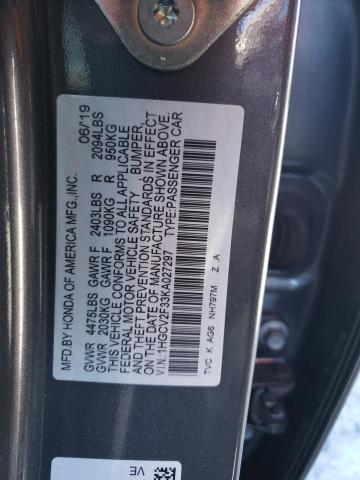 MFD. BY HONDA OF AMERICA MFG.,INC. 06/19
GVWR 4475LBS GAWR F 2403LBS R 2094LBS
GVWR 2030KG GAWR F 1090KG R 950KG
THIS VEHICLE CONFORMS TO ALL APPLICABLE
FEDERAL MOTOR VEHICLE SAFETY, BUMPER,
AND THEFT PREVENTION STANDARDS IN EFFECT
ON THE DATE OF MANUFACTURE SHOWN ABOVE.
V.I.N.:1HGCV2F33KA027297 TYPE:PASSENGER CAR
TVC K AG6 NH797M Z A
VE